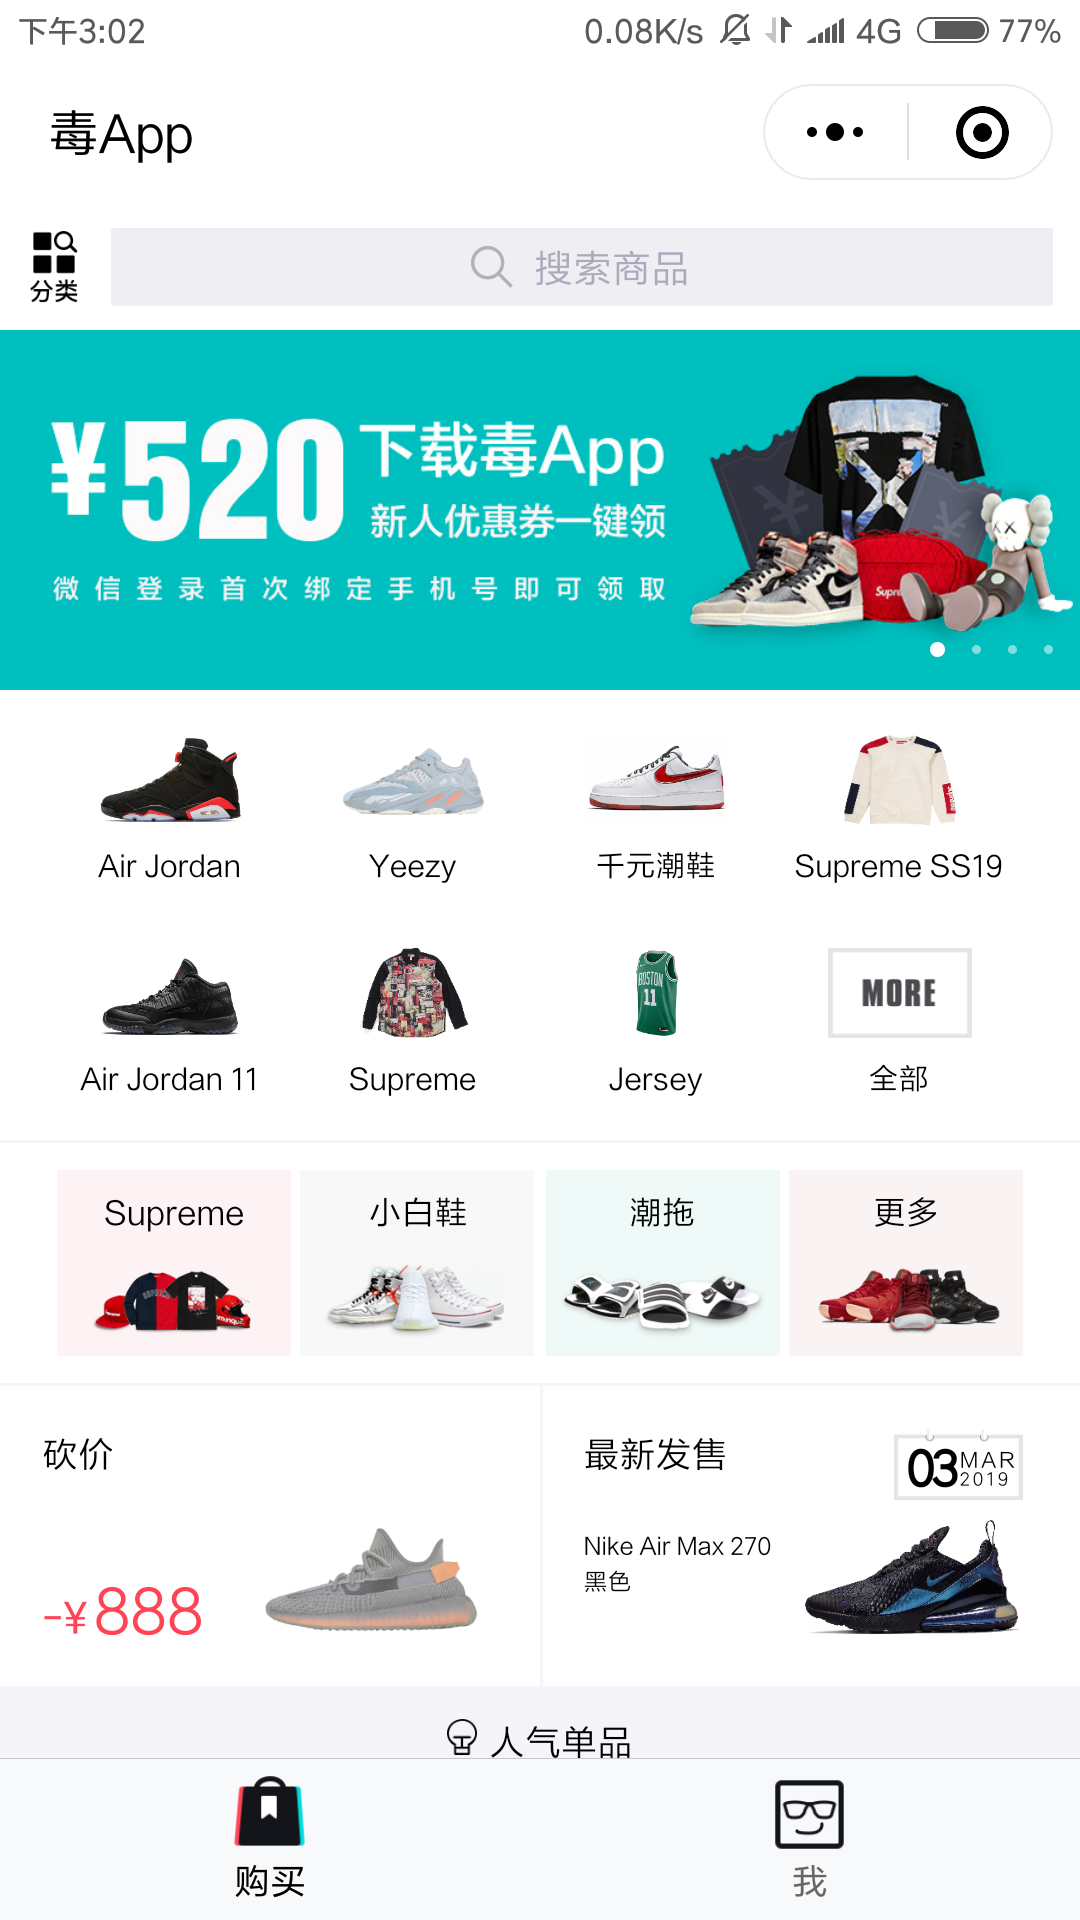 下午3:02 0.08K/s 4G 77%
毒App
分类
搜索商品
¥520 下载毒App
新人优惠券一键领
微信登录首次绑定手机号即可领取
Air Jordan Yeezy 千元潮鞋 Supreme SS19
BOSTON
11
MORE
Air Jordan 11 Supreme Jersey 全部
Supreme 小白鞋 潮拖 更多
砍价
-¥888
最新发售
03 MAR
2019
Nike Air Max 270
黑色
人气单品
购买 我